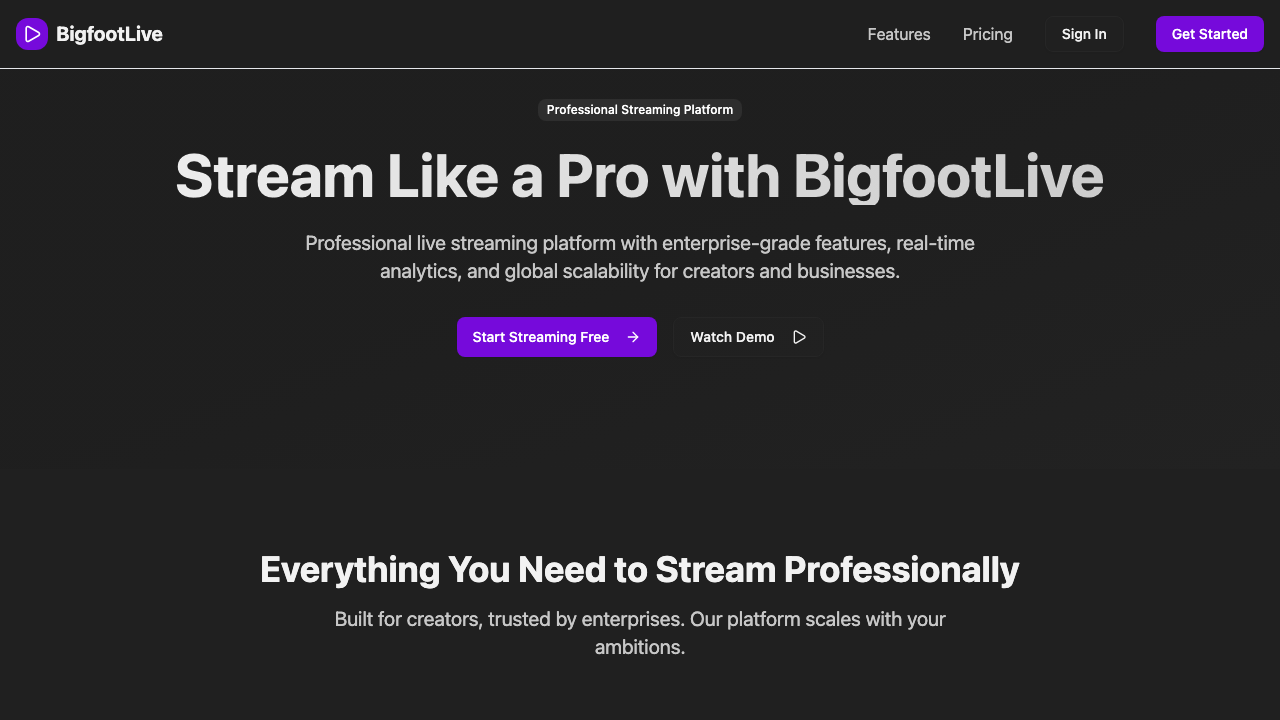 BigfootLive
Features
Pricing
Sign In
Get Started
Professional Streaming Platform
Stream Like a Pro with BigfootLive
Professional live streaming platform with enterprise-grade features, real-time
analytics, and global scalability for creators and businesses.
Start Streaming Free
Watch Demo
Everything You Need to Stream Professionally
Built for creators, trusted by enterprises. Our platform scales with your
ambitions.